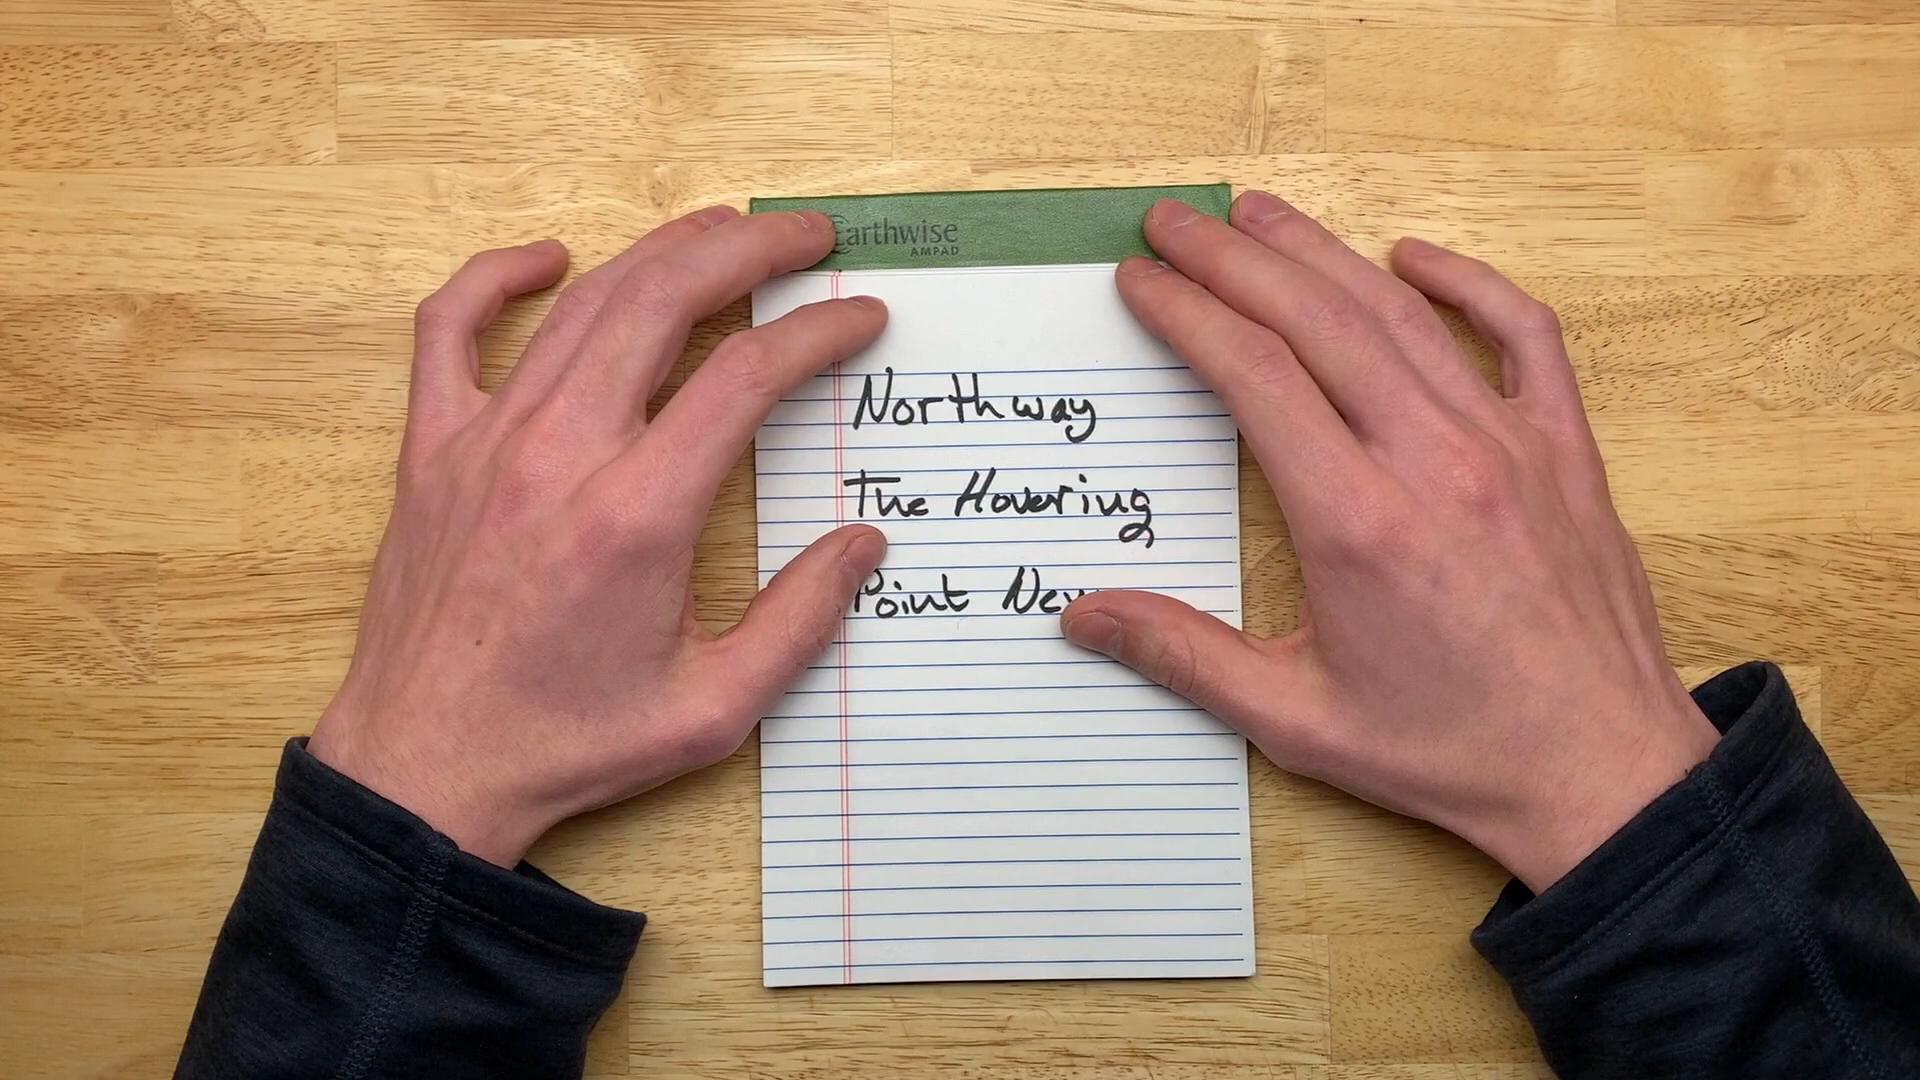 Earthwise
AMPAD
Northway
The Hovering
Point